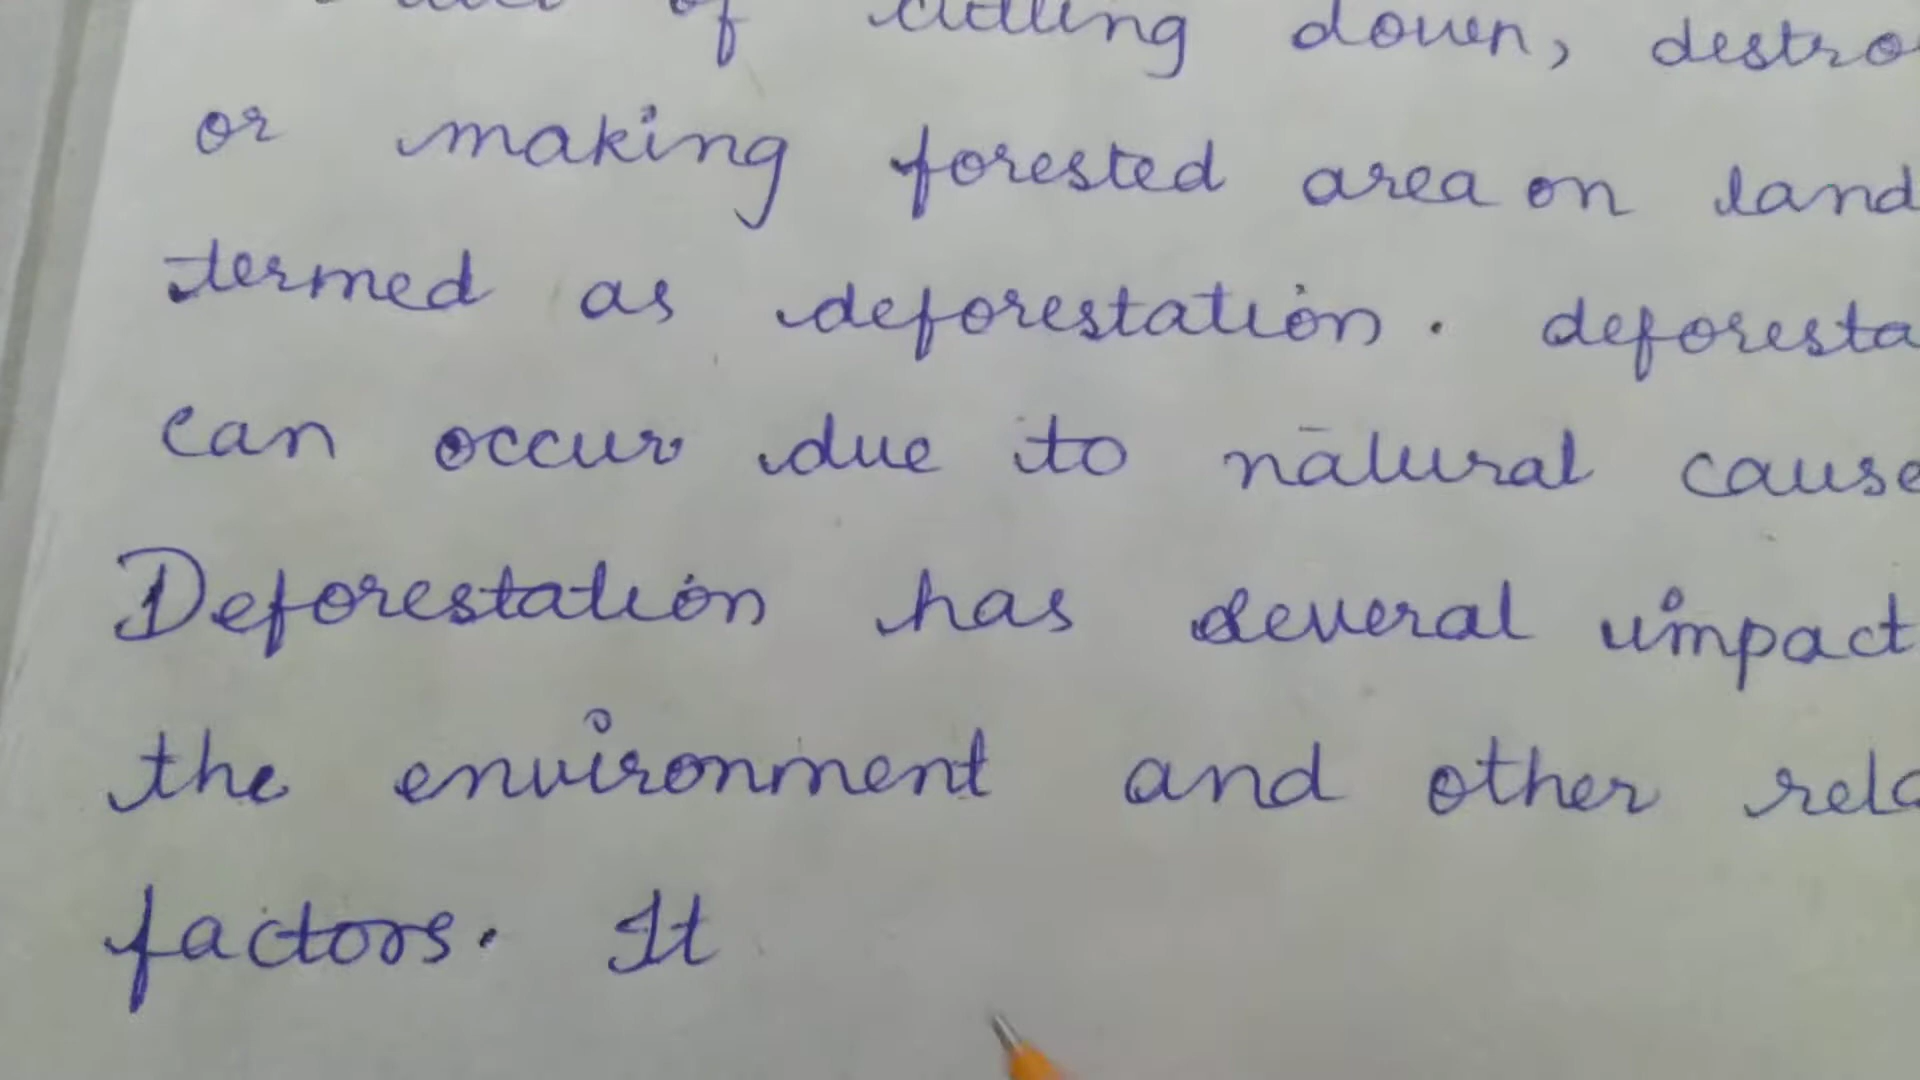 of cutting down, destro
or making forested area on land
termed as deforestation. deforesta
can occur due to natural cause
Deforestation has several impact
the environment and other rela
factors. It